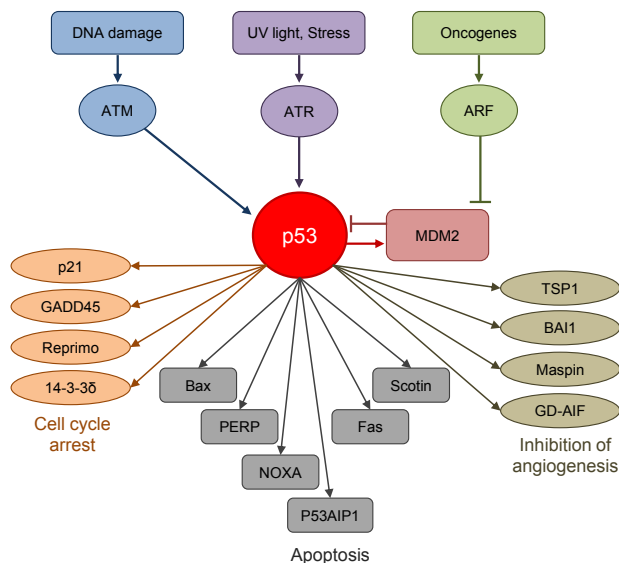 DNA damage
UV light, Stress
Oncogenes
ATM
ATR
ARF
p53
MDM2
p21
GADD45
Reprimo
14-3-3δ
Cell cycle
arrest
Bax
PERP
NOXA
P53AIP1
Fas
Scotin
Apoptosis
TSP1
BAI1
Maspin
GD-AIF
Inhibition of
angiogenesis